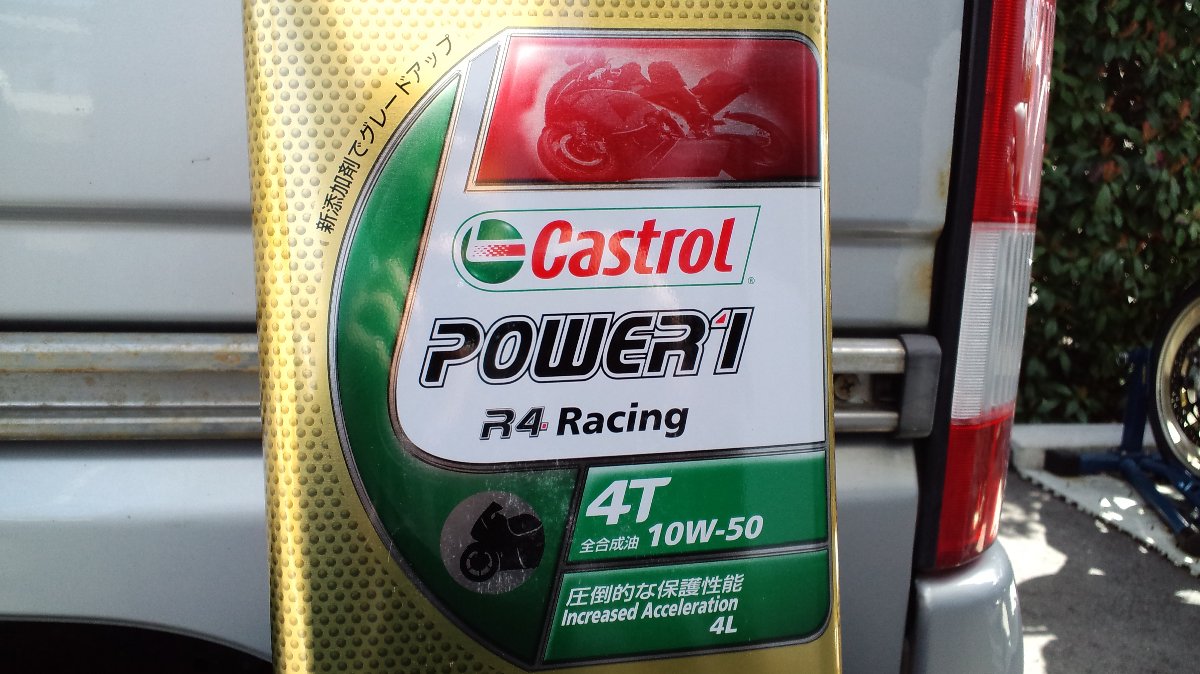 新添加剤でグレードアップ
Castrol
®
POWER1
R4 Racing
4T
全合成油 10W-50
圧倒的な保護性能
Increased Acceleration
4L